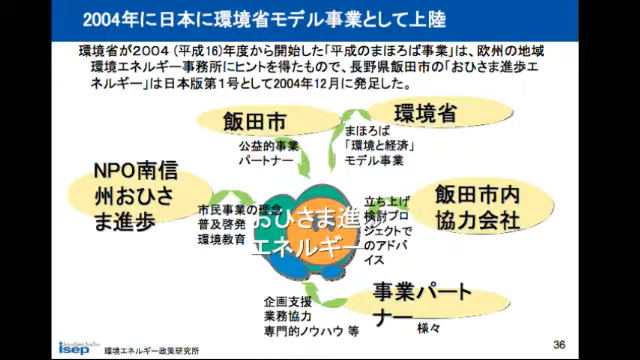 2004年に日本に環境省モデル事業として上陸
環境省が2004(平成16)年度から開始した「平成のまほろば事業」は、欧州の地域
環境エネルギー事務所にヒントを得たもので、長野県飯田市の「おひさま進歩エ
ネルギー」は日本版第1号として2004年12月に発足した。
飯田市
環境省
公益的事業
パートナー
まほろば
「環境と経済」
モデル事業
NPO南信
州おひさ
ま進歩
市民事業の理念
普及啓発
環境教育
おひさま進
エネルギー
立ち上げ
検討プロ
ジェクトで
のアドバ
イス
飯田市内
協力会社
企画支援
業務協力
専門的ノウハウ 等
事業パート
ナー
様々
isep
環境エネルギー政策研究所
36